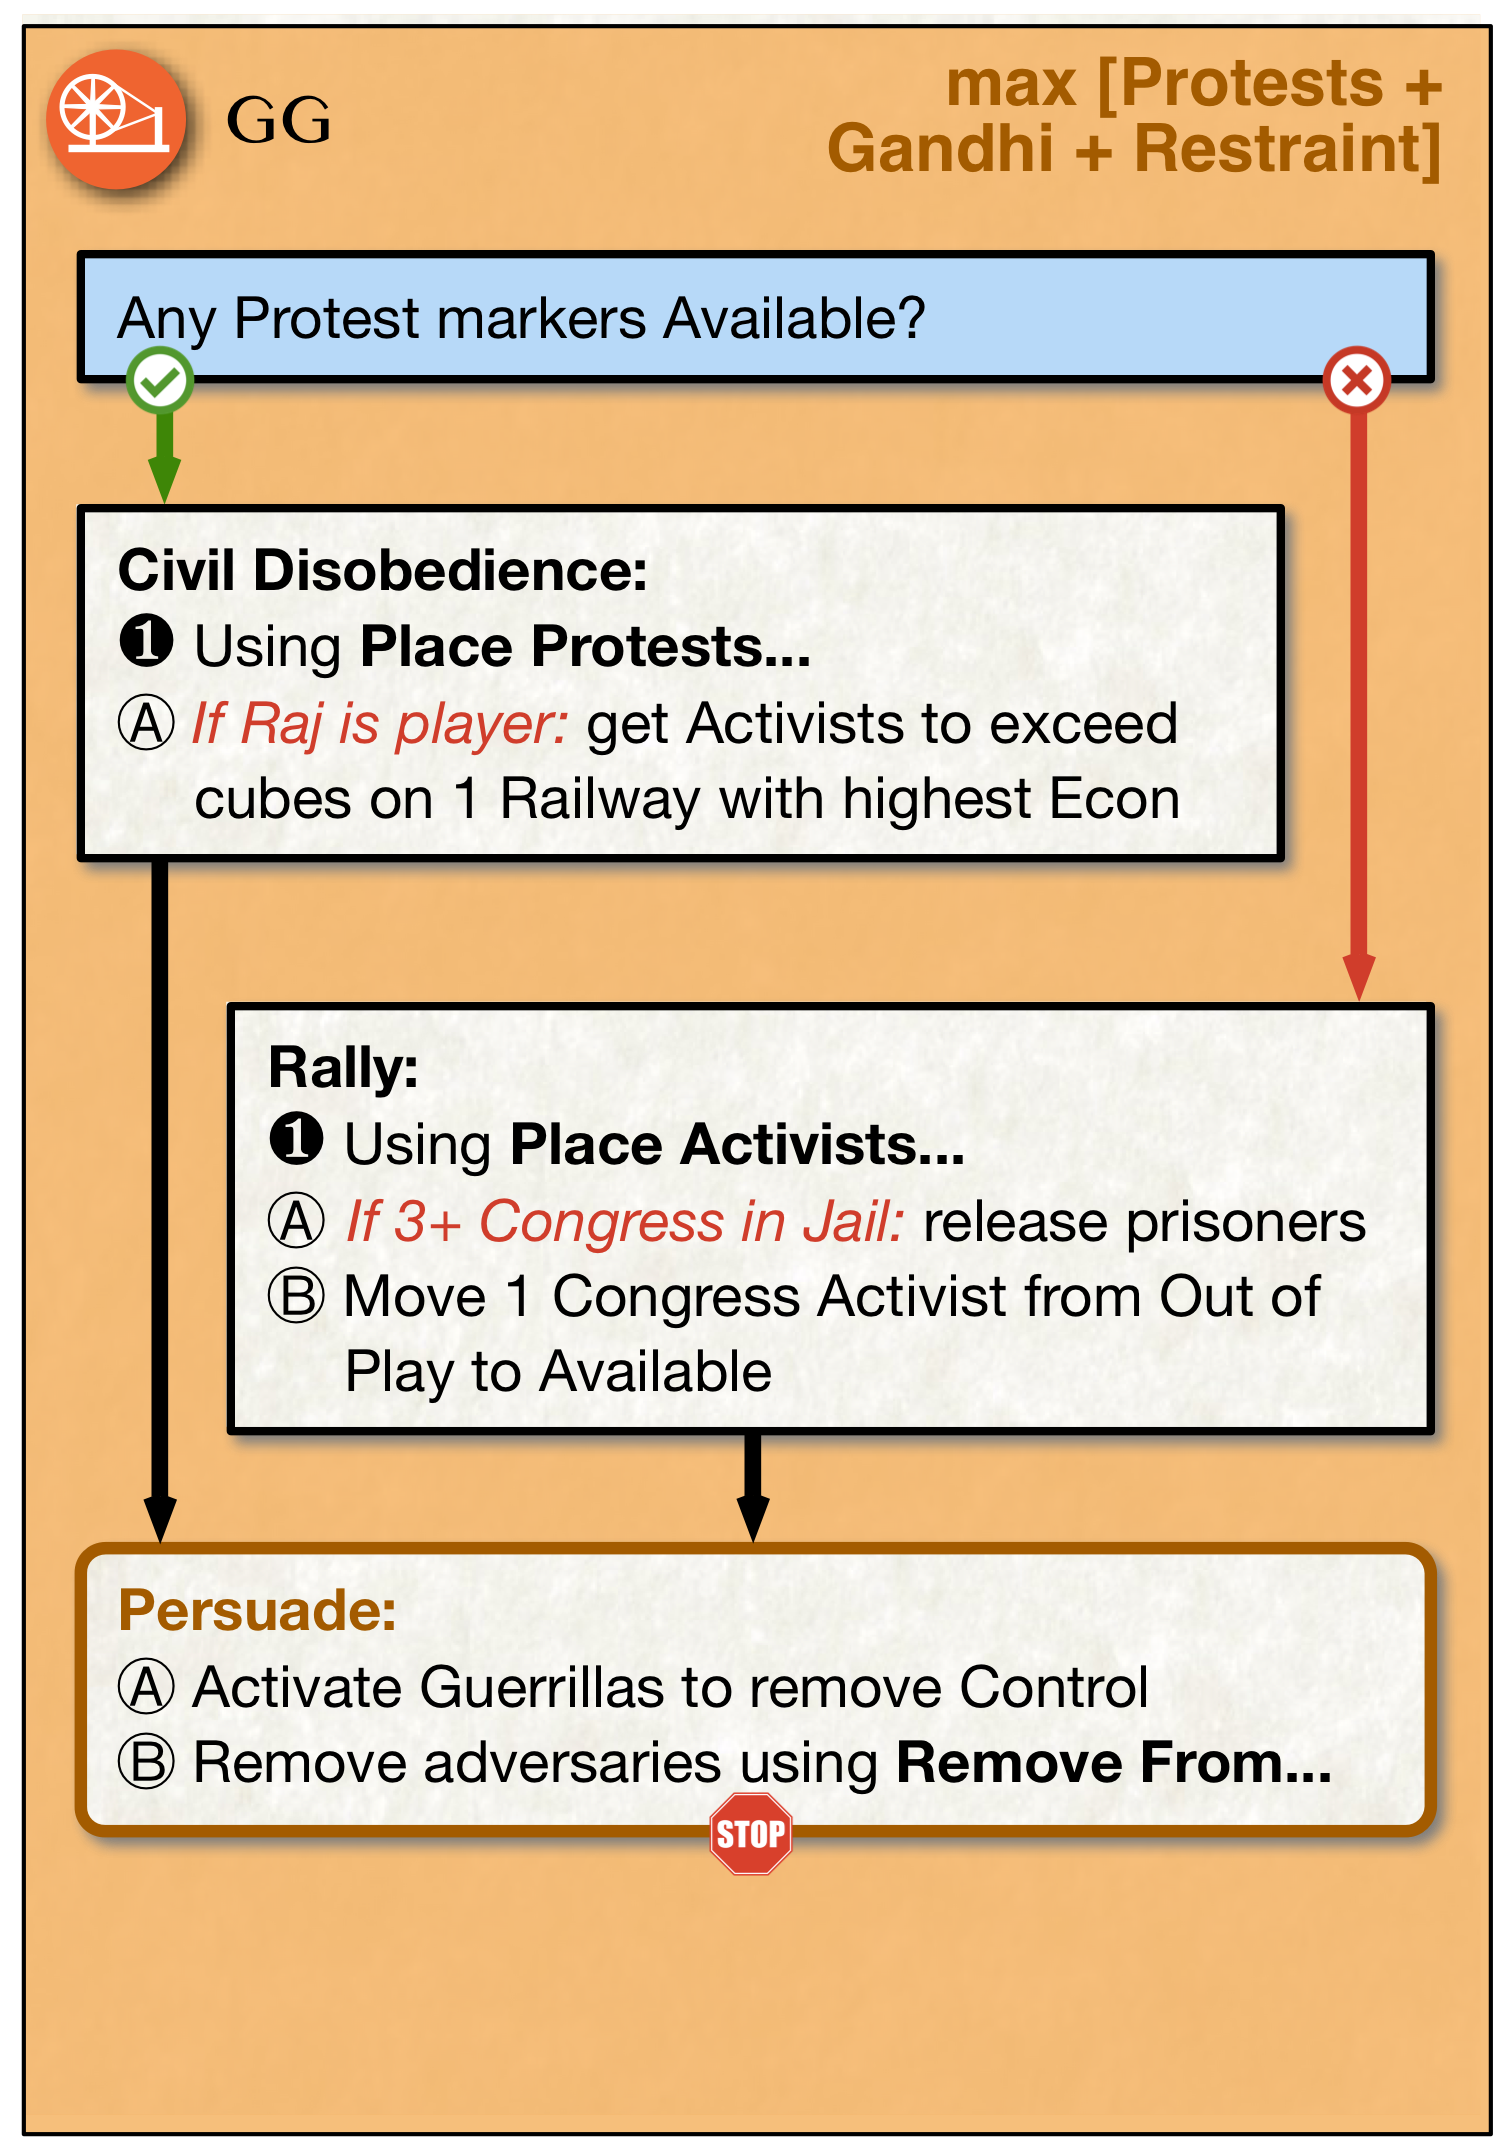 GG
max [Protests +
Gandhi + Restraint]
Any Protest markers Available?
Civil Disobedience:
❶ Using Place Protests...
Ⓐ If Raj is player: get Activists to exceed
cubes on 1 Railway with highest Econ
Rally:
❶ Using Place Activists...
Ⓐ If 3+ Congress in Jail: release prisoners
Ⓑ Move 1 Congress Activist from Out of
Play to Available
Persuade:
Ⓐ Activate Guerrillas to remove Control
Ⓑ Remove adversaries using Remove From...
STOP